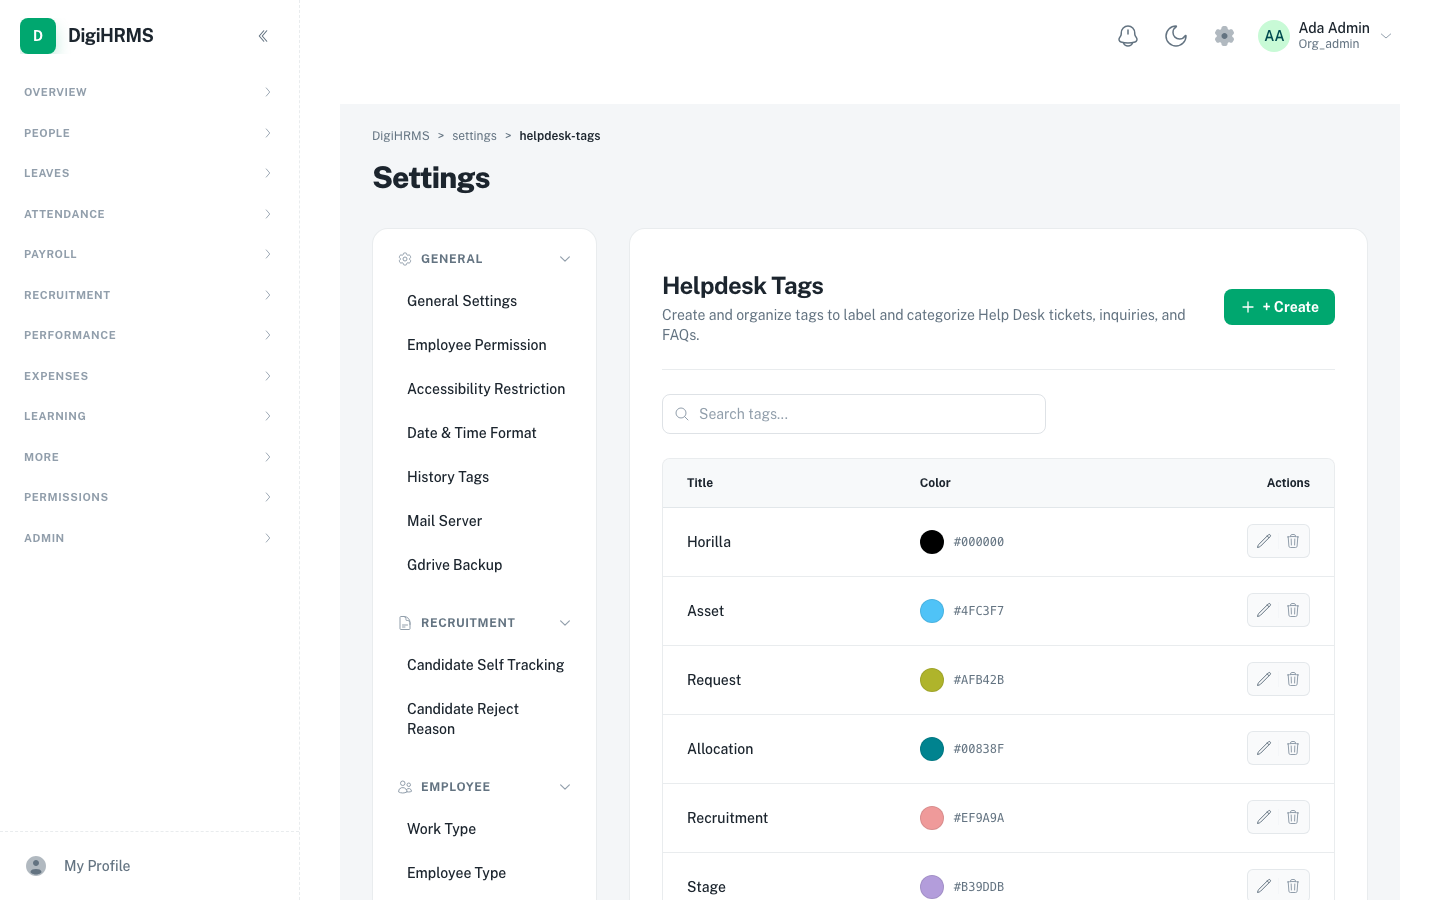 D DigiHRMS
OVERVIEW
PEOPLE
LEAVES
ATTENDANCE
PAYROLL
RECRUITMENT
PERFORMANCE
EXPENSES
LEARNING
MORE
PERMISSIONS
ADMIN
My Profile
AA Ada Admin
Org_admin
DigiHRMS > settings > helpdesk-tags
Settings
GENERAL
General Settings
Employee Permission
Accessibility Restriction
Date & Time Format
History Tags
Mail Server
Gdrive Backup
RECRUITMENT
Candidate Self Tracking
Candidate Reject
Reason
EMPLOYEE
Work Type
Employee Type
Helpdesk Tags
Create and organize tags to label and categorize Help Desk tickets, inquiries, and
FAQs.
+ Create
Search tags...
Title Color Actions
Horilla #000000
Asset #4FC3F7
Request #AFB42B
Allocation #00838F
Recruitment #EF9A9A
Stage #B39DDB